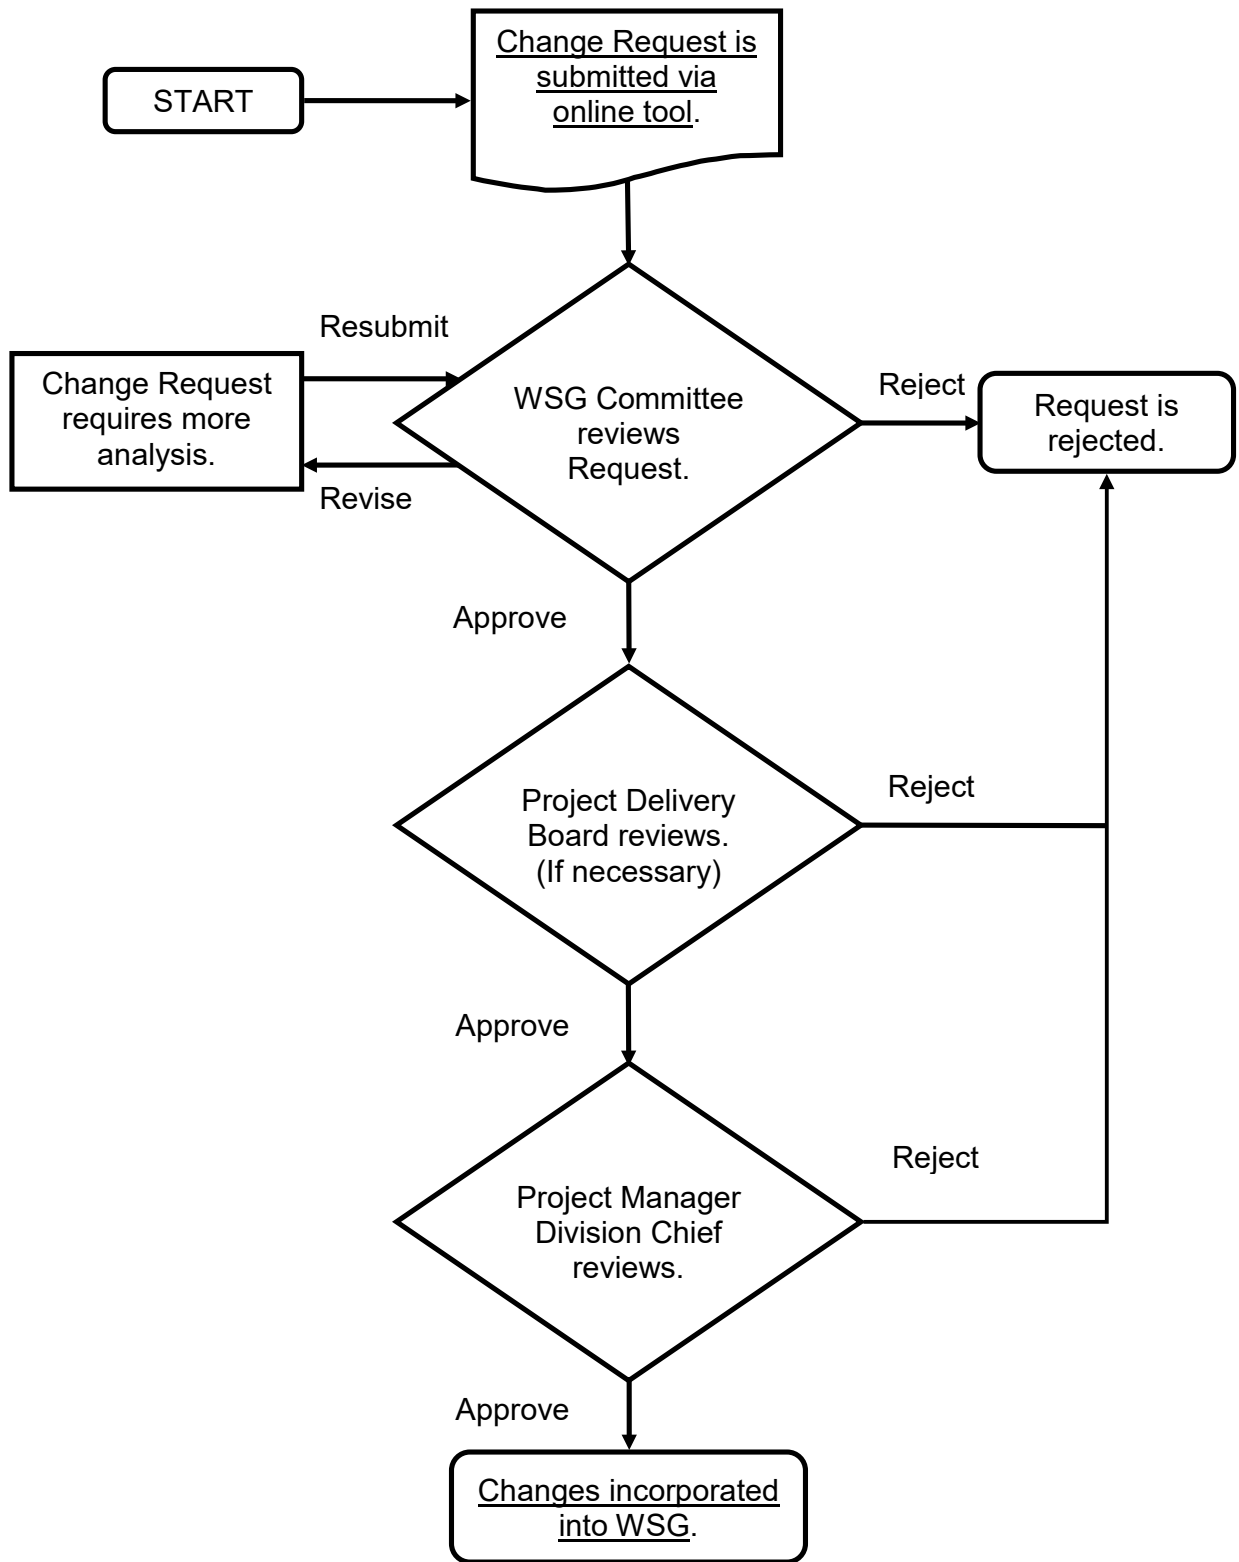 Change Request is
submitted via
online tool.
START
Resubmit
Change Request
requires more
analysis.
WSG Committee
reviews
Request.
Reject
Request is
rejected.
Revise
Approve
Project Delivery
Board reviews.
(If necessary)
Reject
Approve
Project Manager
Division Chief
reviews.
Reject
Approve
Changes incorporated
into WSG.